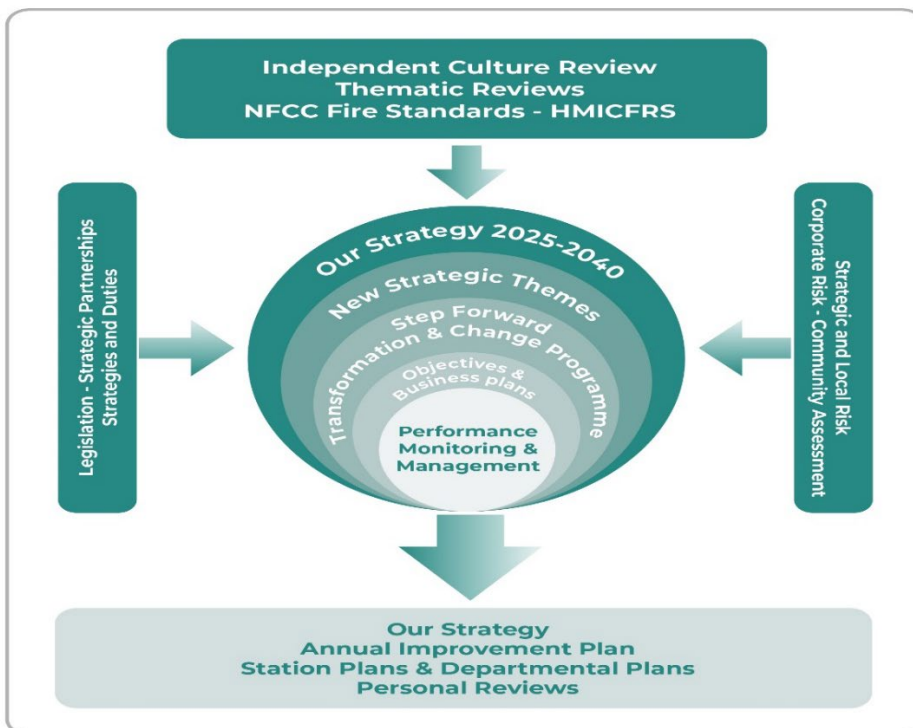 Independent Culture Review
Thematic Reviews
NFCC Fire Standards - HMICFRS
Legislation - Strategic Partnerships
Strategies and Duties
Our Strategy 2025-2040
New Strategic Themes
Step Forward
Transformation & Change Programme
Objectives &
Business plans
Performance
Monitoring &
Management
Strategic and Local Risk
Corporate Risk - Community Assessment
Our Strategy
Annual Improvement Plan
Station Plans & Departmental Plans
Personal Reviews